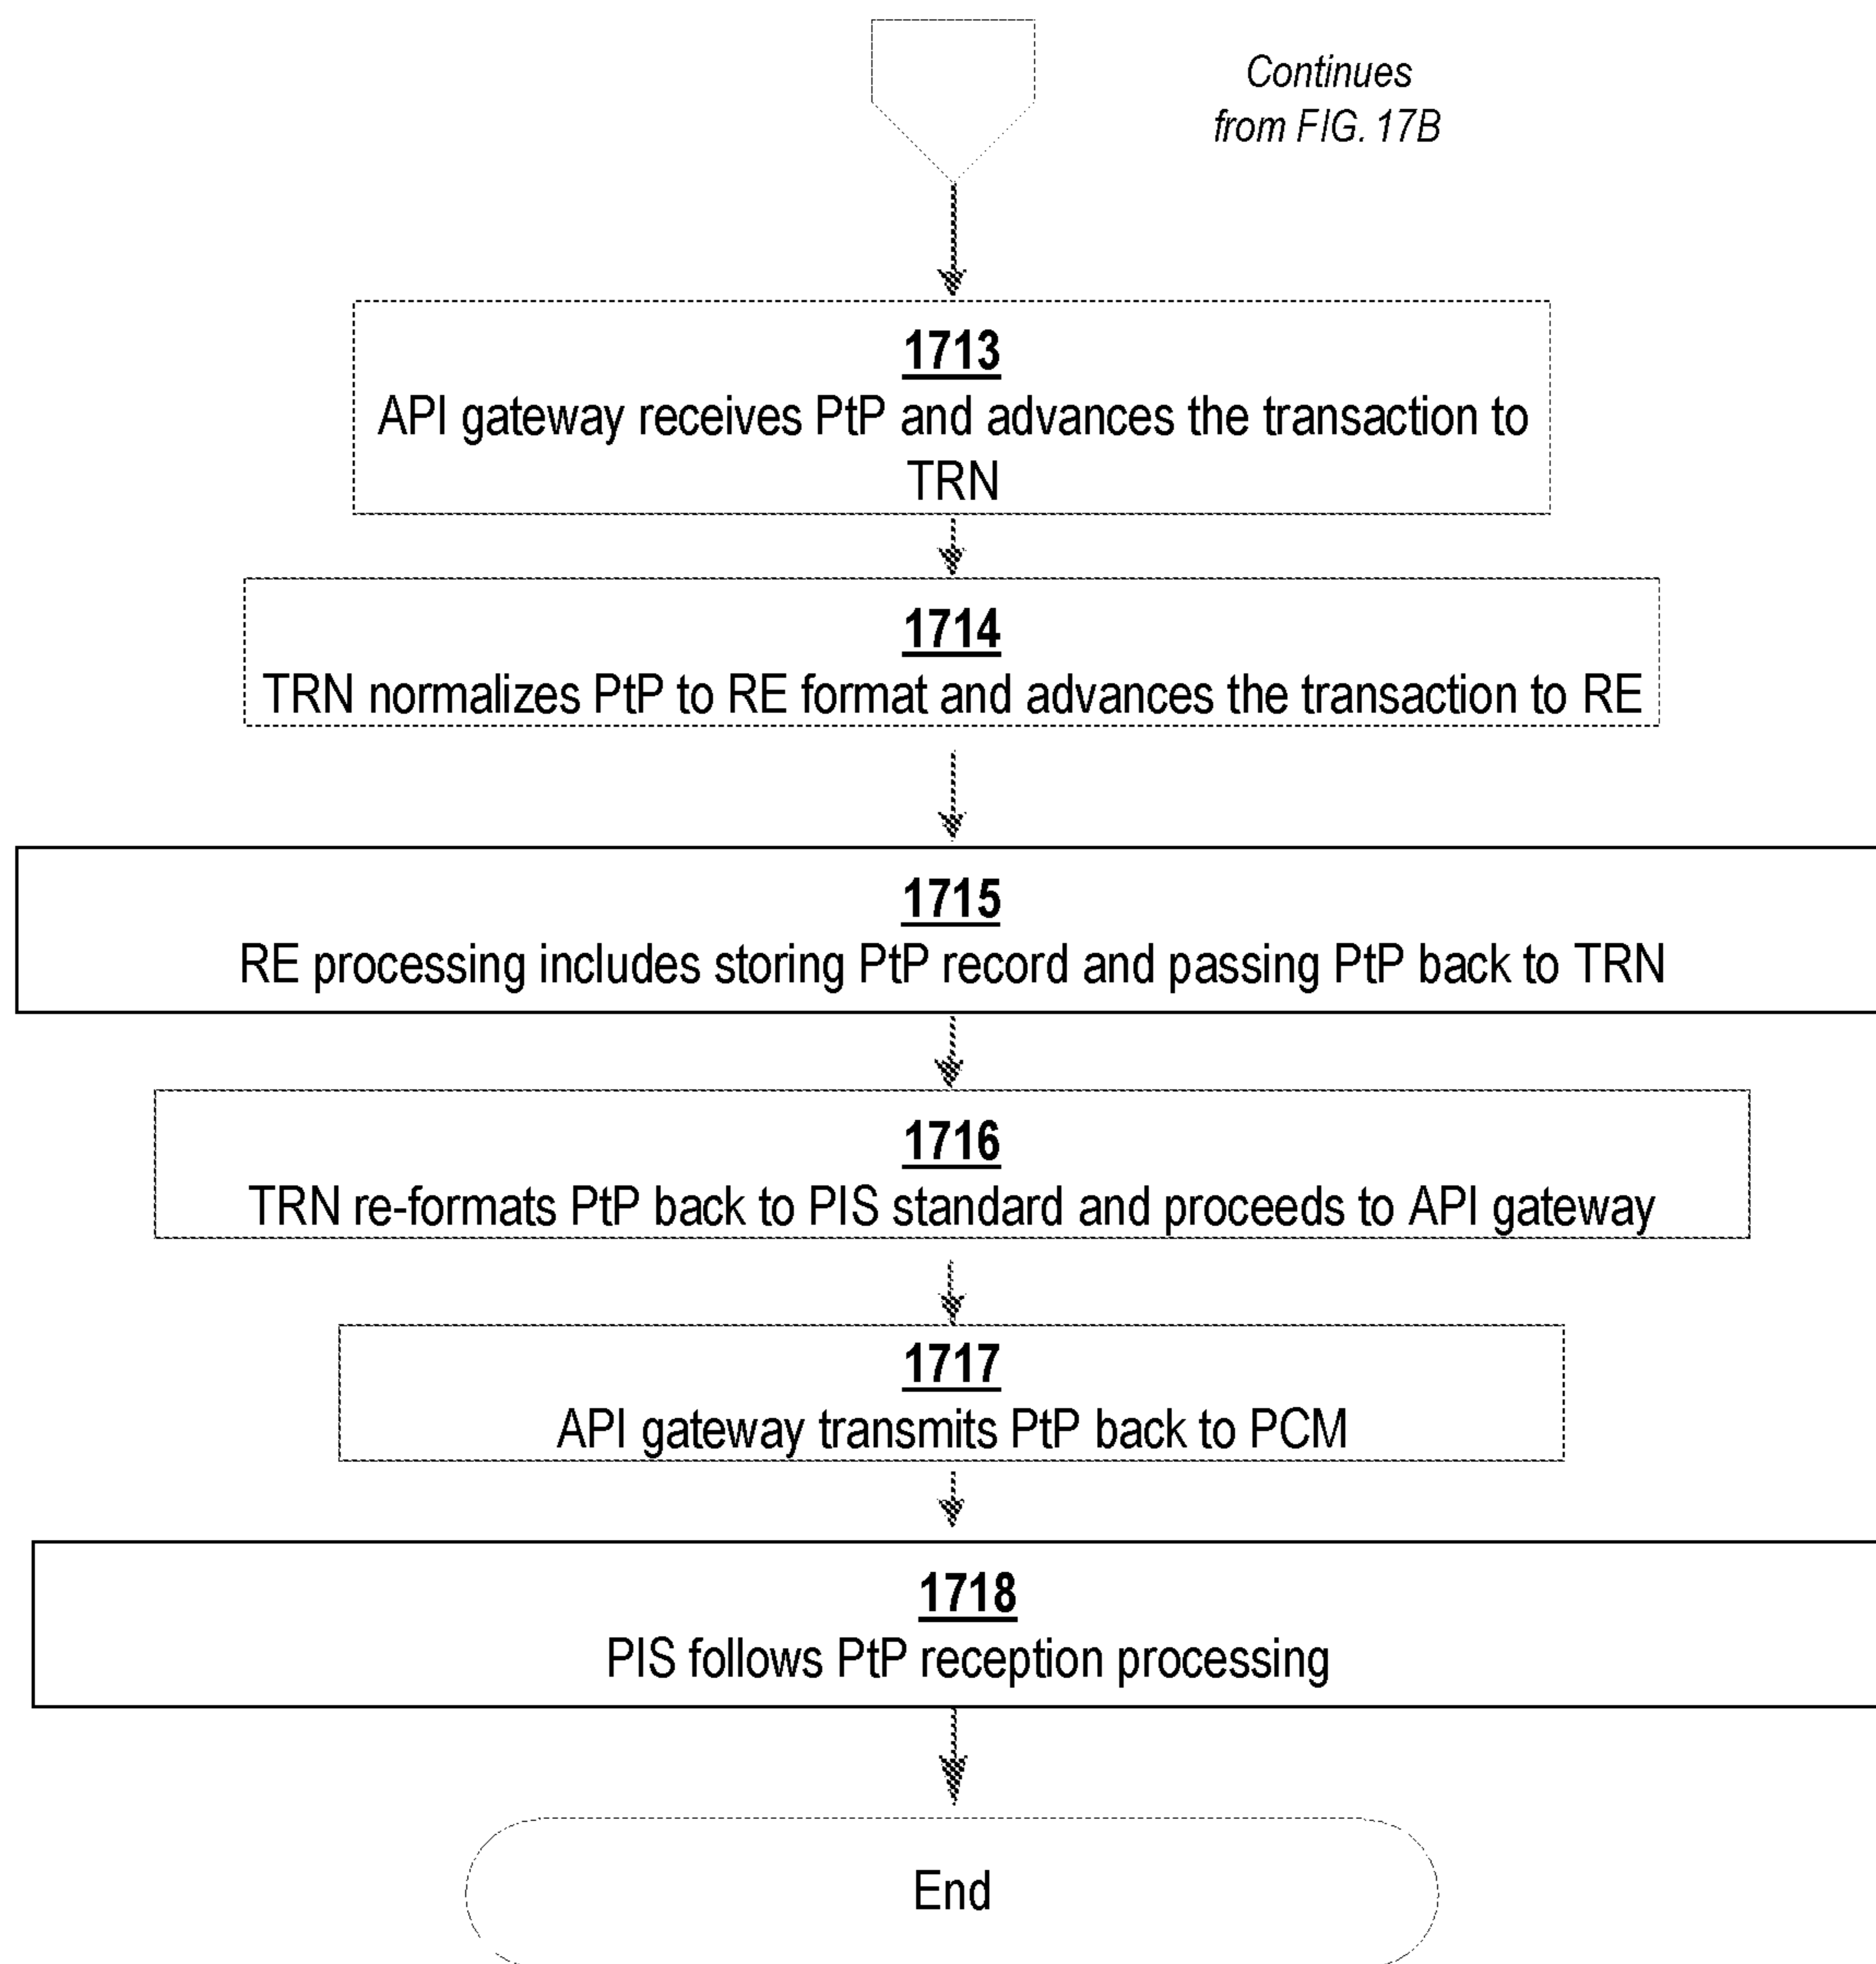 Continues
from FIG. 17B
1713
API gateway receives PtP and advances the transaction to
TRN
1714
TRN normalizes PtP to RE format and advances the transaction to RE
1715
RE processing includes storing PtP record and passing PtP back to TRN
1716
TRN re-formats PtP back to PIS standard and proceeds to API gateway
1717
API gateway transmits PtP back to PCM
1718
PIS follows PtP reception processing
End